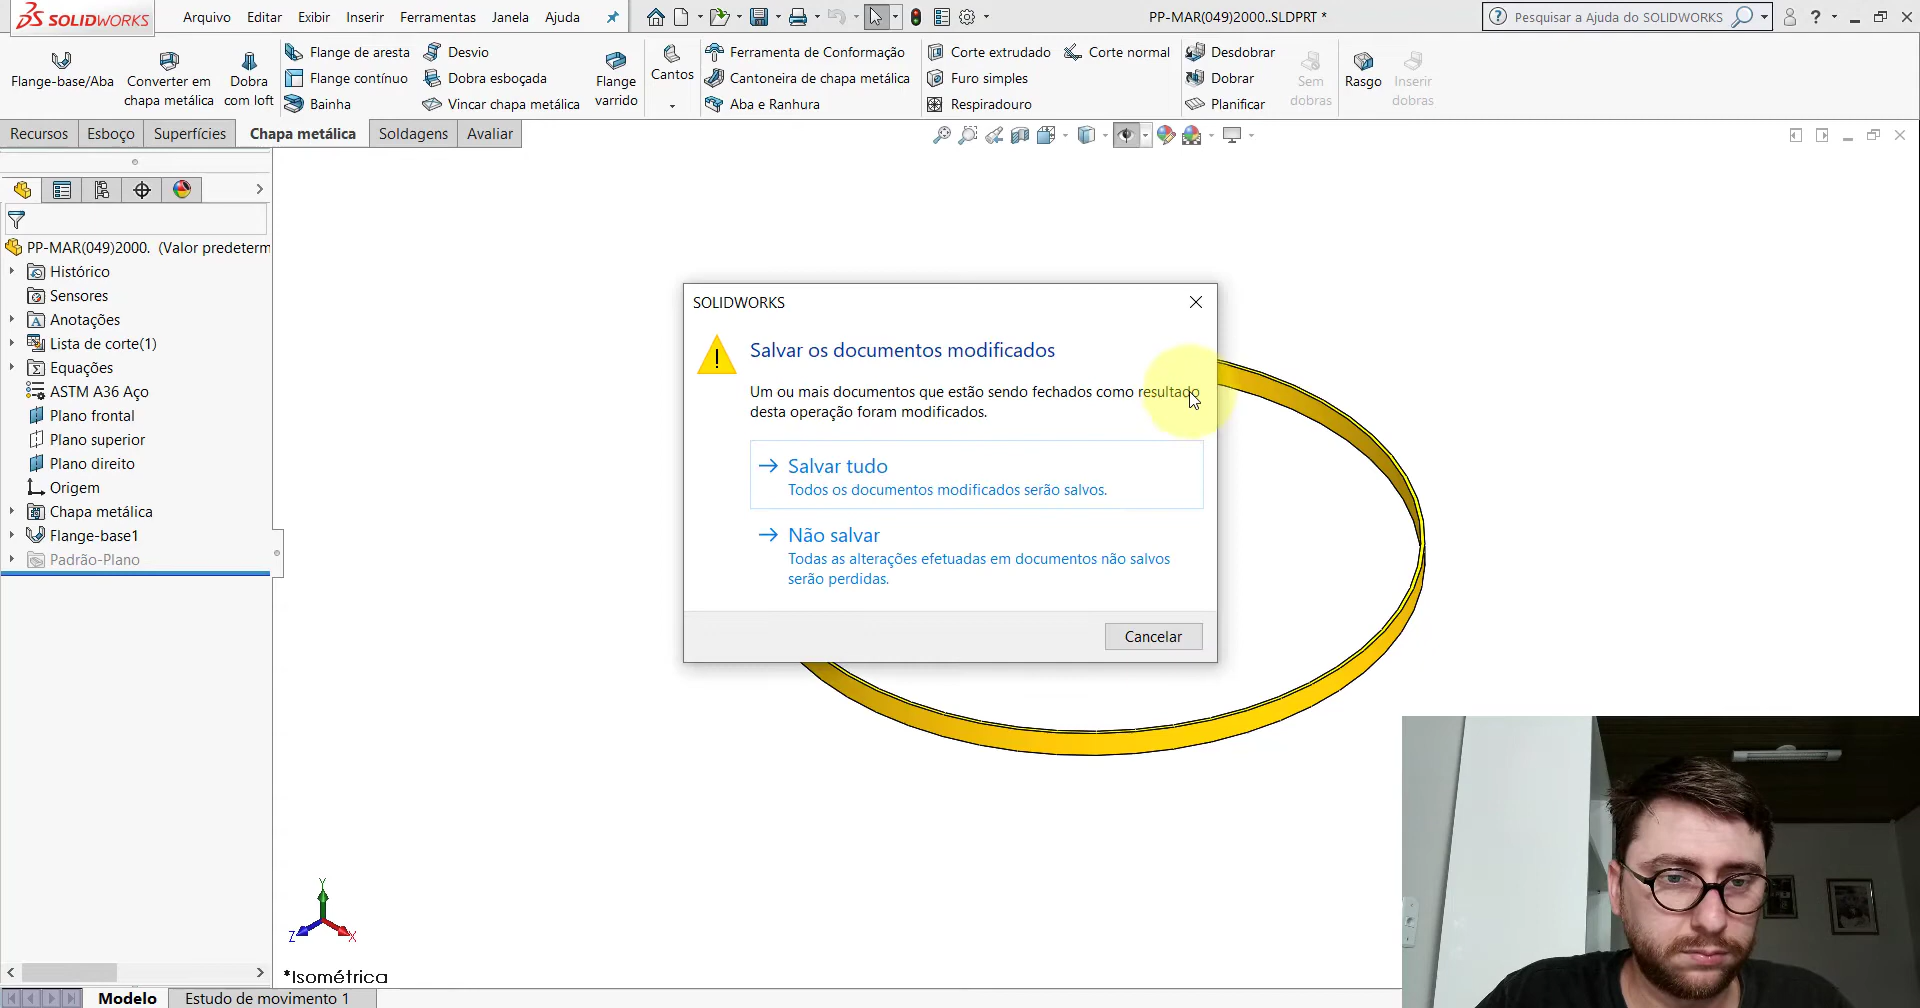 SOLIDWORKS
Arquivo Editar Exibir Inserir Ferramentas Janela Ajuda
PP-MAR(049)2000..SLDPRT *
Pesquisar a Ajuda do SOLIDWORKS
Flange-base/Aba
Converter em
chapa metálica
Dobra
com loft
Flange de aresta
Flange contínuo
Bainha
Desvio
Dobra esboçada
Vincar chapa metálica
Flange
varrido
Cantos
Ferramenta de Conformação
Cantoneira de chapa metálica
Aba e Ranhura
Corte extrudado
Furo simples
Respiradouro
Corte normal
Desdobrar
Dobrar
Planificar
Sem
dobras
Rasgo
Inserir
dobras
Recursos Esboço Superfícies Chapa metálica Soldagens Avaliar
PP-MAR(049)2000. (Valor predeterm
Histórico
Sensores
Anotações
Lista de corte(1)
Equações
ASTM A36 Aço
Plano frontal
Plano superior
Plano direito
Origem
Chapa metálica
Flange-base1
Padrão-Plano
SOLIDWORKS
Salvar os documentos modificados
Um ou mais documentos que estão sendo fechados como resultado
desta operação foram modificados.
Salvar tudo
Todos os documentos modificados serão salvos.
Não salvar
Todas as alterações efetuadas em documentos não salvos
serão perdidas.
Cancelar
Y
Z
X
*Isométrica
Modelo Estudo de movimento 1